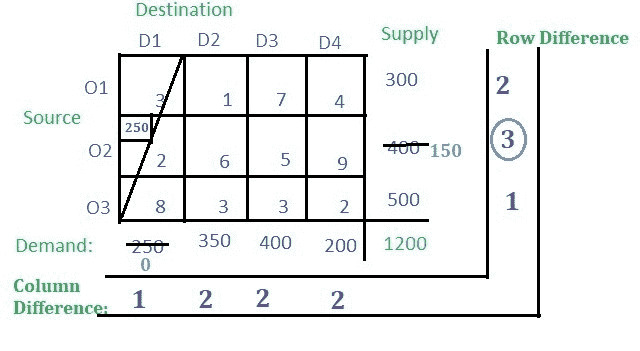 Destination
D1 D2 D3 D4 Supply Row Difference
O1 3 1 7 4 300 2
Source
250
O2 2 6 5 9 400 150 3
O3 8 3 3 2 500 1
Demand: 250 350 400 200 1200
0
Column
Difference: 1 2 2 2